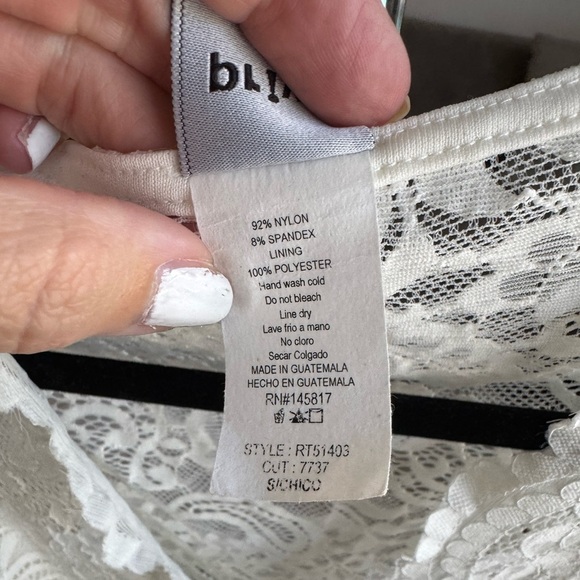 92% NYLON
8% SPANDEX
LINING
100% POLYESTER
Hand wash cold
Do not bleach
Line dry
Lave frio a mano
No cloro
Secar Colgado
MADE IN GUATEMALA
HECHO EN GUATEMALA
RN#145817
STYLE : RT51403
CUT : 7737
S/CHICO